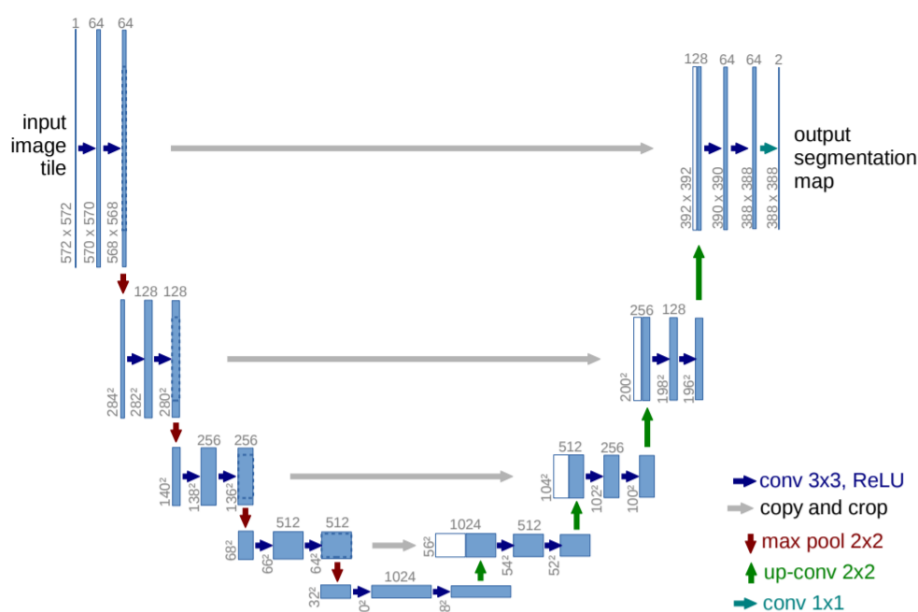 1 64 64
input
image
tile
572 x 572
570 x 570
568 x 568
128 64 64 2
output
segmentation
map
392 x 392
390 x 390
388 x 388
388 x 388
128 128
284²
282²
280²
256 128
200²
198²
196²
256 256
140²
138²
136²
512 256
104²
102²
100²
512 512
68²
66²
64²
1024 512
56²
54²
52²
1024
32²
0²
8²
conv 3x3, ReLU
copy and crop
max pool 2x2
up-conv 2x2
conv 1x1